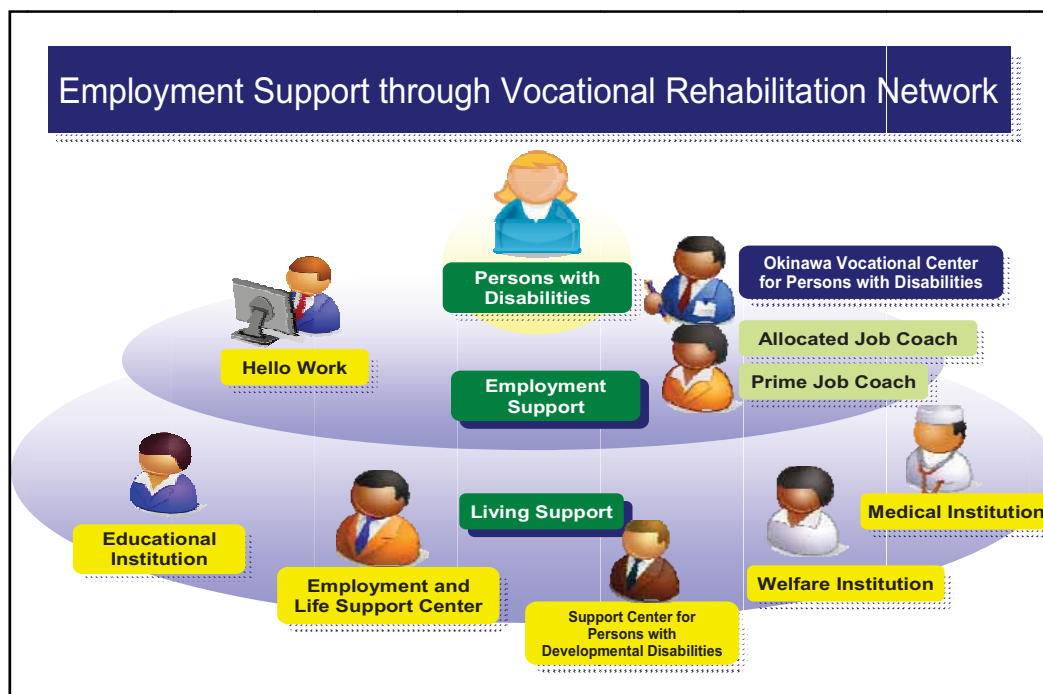 Employment Support through Vocational Rehabilitation Network
Persons with
Disabilities
Okinawa Vocational Center
for Persons with Disabilities
Allocated Job Coach
Prime Job Coach
Hello Work
Employment
Support
Educational
Institution
Employment and
Life Support Center
Living Support
Support Center for
Persons with
Developmental Disabilities
Welfare Institution
Medical Institution